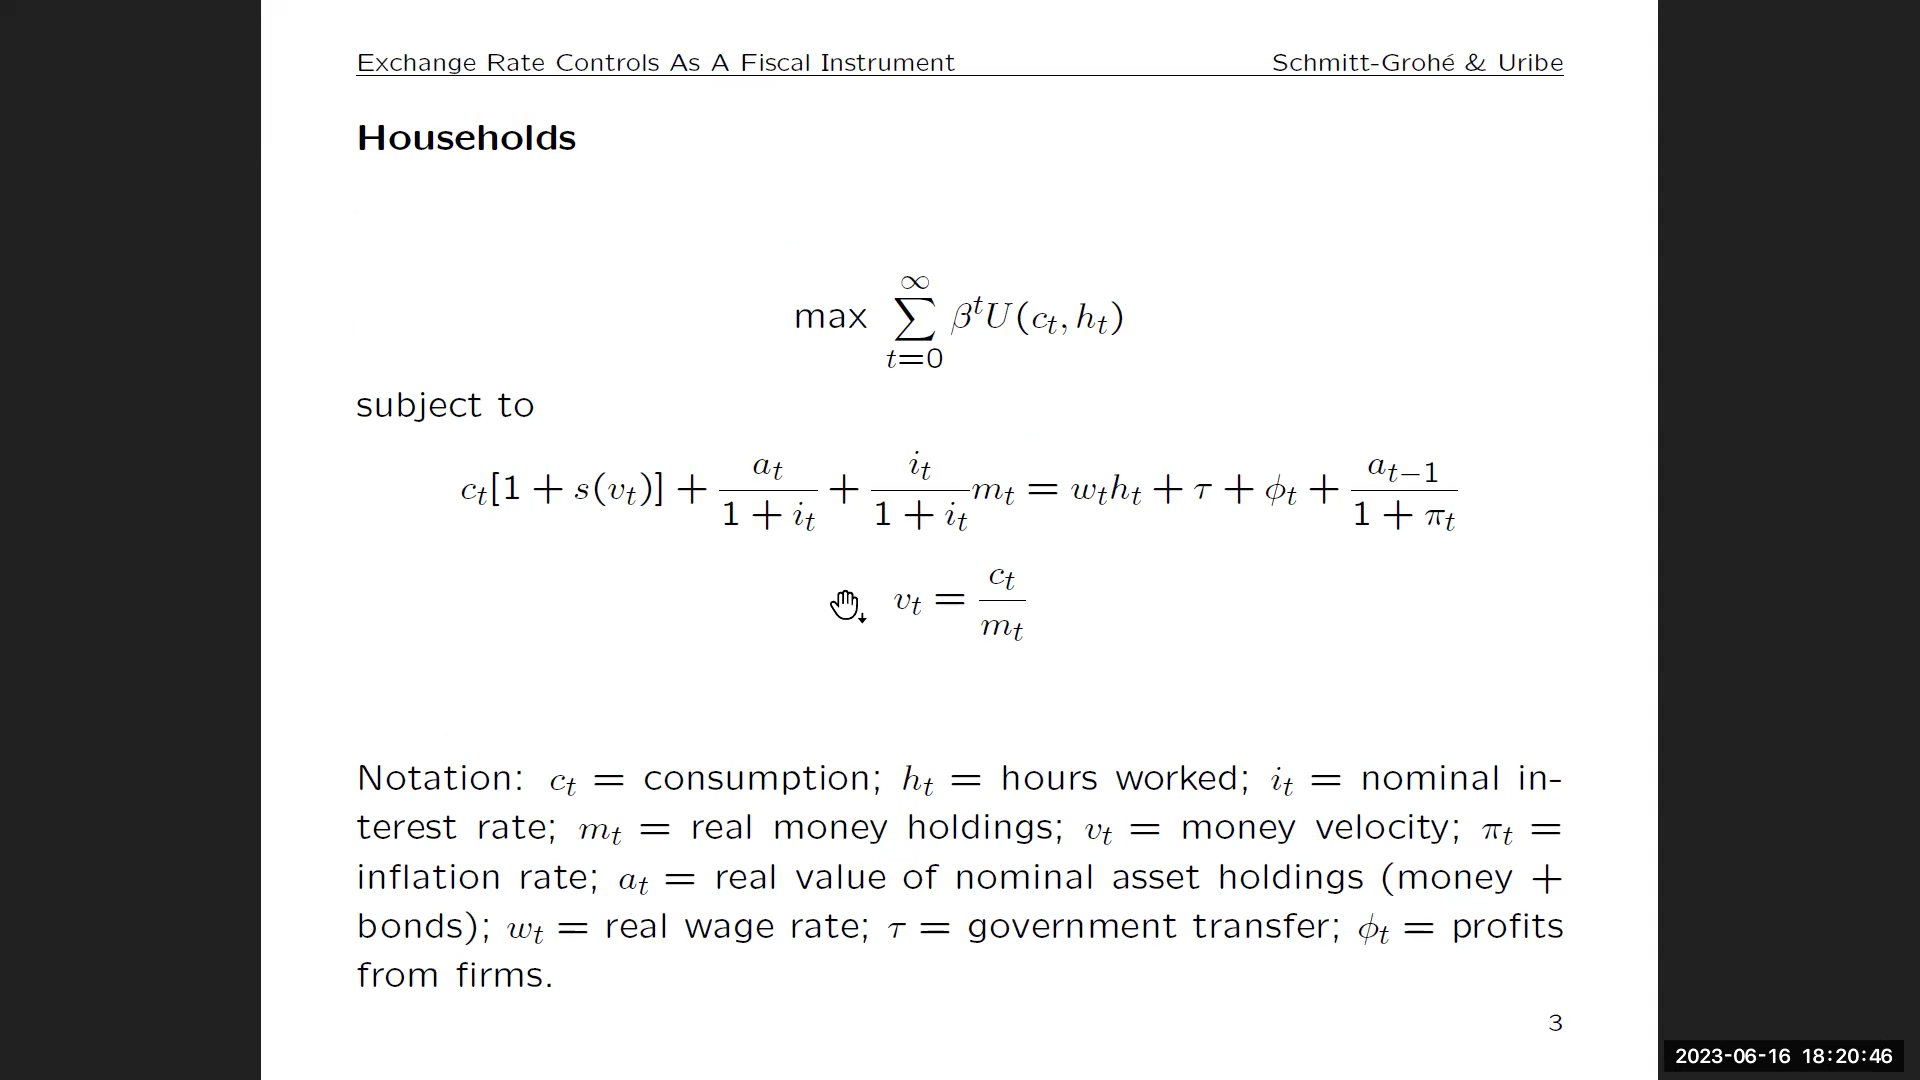 Exchange Rate Controls As A Fiscal Instrument Schmitt-Grohé & Uribe
Households
max ∑_{t=0}^{∞} β^t U(c_t, h_t)
subject to
c_t[1 + s(v_t)] + a_t/(1 + i_t) + i_t/(1 + i_t) m_t = w_t h_t + τ + ϕ_t + a_{t−1}/(1 + π_t)
v_t = c_t/m_t
Notation: c_t = consumption; h_t = hours worked; i_t = nominal in-
terest rate; m_t = real money holdings; v_t = money velocity; π_t =
inflation rate; a_t = real value of nominal asset holdings (money +
bonds); w_t = real wage rate; τ = government transfer; ϕ_t = profits
from firms.
3
2023-06-16 18:20:46